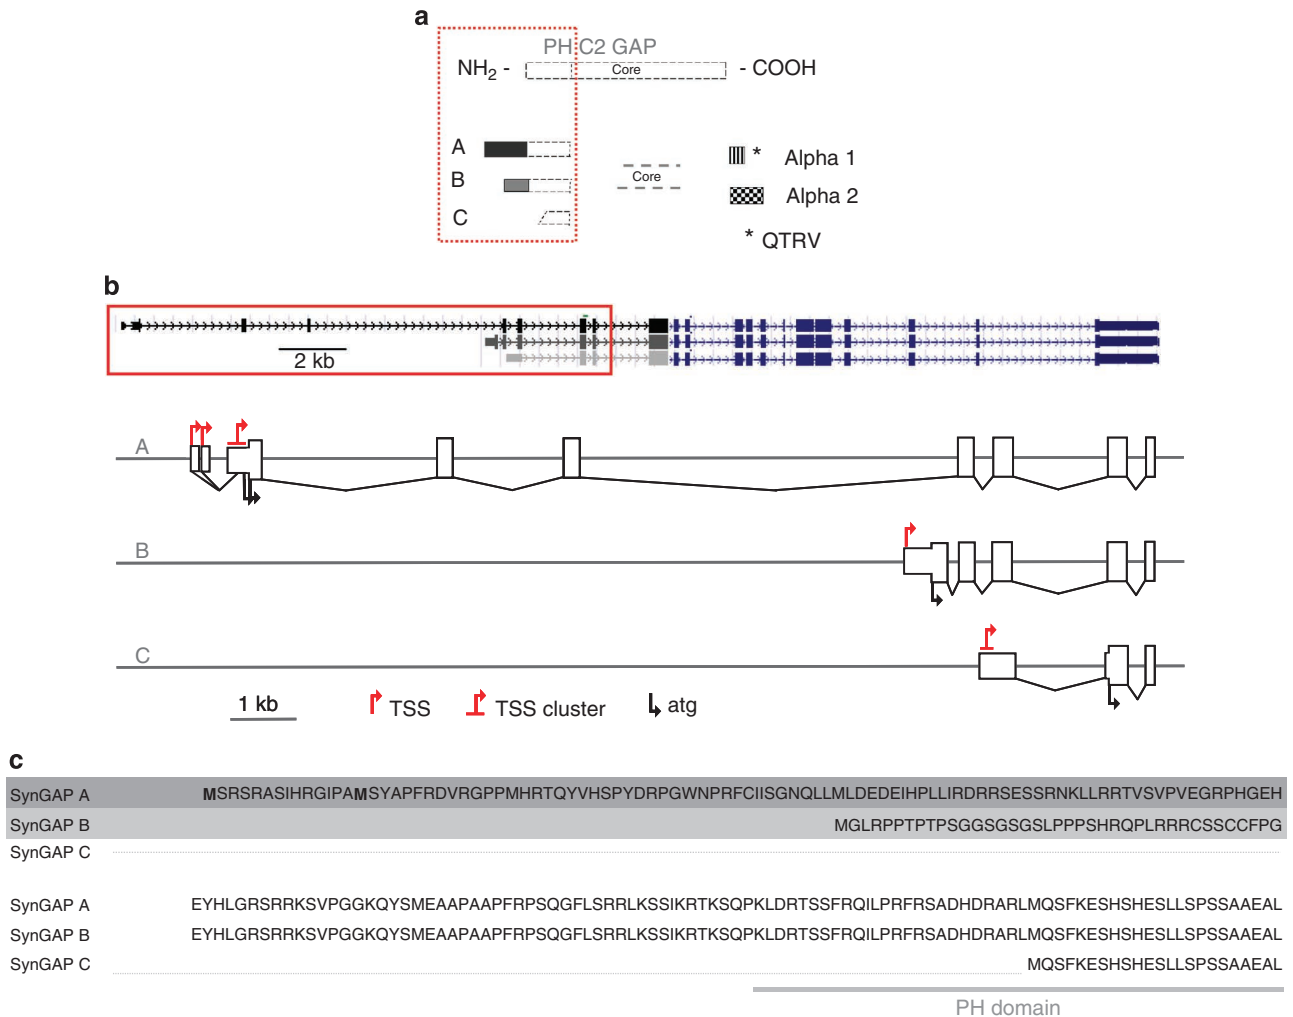 a
PH C2 GAP
NH2 -
Core
- COOH
A
B
C
Core
* Alpha 1
Alpha 2
* QTRV
b
2 kb
A
B
C
1 kb
TSS
TSS cluster
atg
c
SynGAP A MSRSRASIHRGIPAMSYAPFRDVRGPPMHRTQYVHSPYDRPGWNPRFCIISGNQLLMLDEDEIHPLLIRDRRSESSRNKLLRRTVSVPVEGRPHGEH
SynGAP B MGLRPPTPTPSGGSGSGSLPPPSHRQPLRRRCSSCCFPG
SynGAP C
SynGAP A EYHLGRSRRKSVPGGKQYSMEAAPAAPFRPSQGFLSRRLKSSIKRTKSQPKLDRTSSFRQILPRFRSADHDRARLMQSFKESHSHESLLSPSSAAEAL
SynGAP B EYHLGRSRRKSVPGGKQYSMEAAPAAPFRPSQGFLSRRLKSSIKRTKSQPKLDRTSSFRQILPRFRSADHDRARLMQSFKESHSHESLLSPSSAAEAL
SynGAP C MQSFKESHSHESLLSPSSAAEAL
PH domain